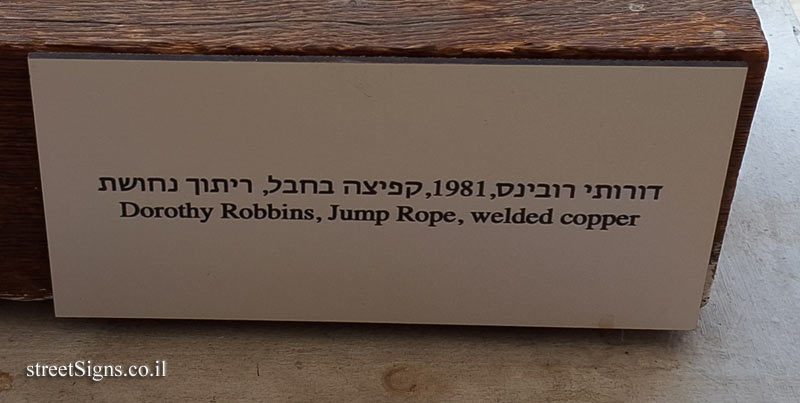 דורותי רובינס,1981,קפיצה בחבל, ריתוך נחושת
Dorothy Robbins, Jump Rope, welded copper
streetSigns.co.il